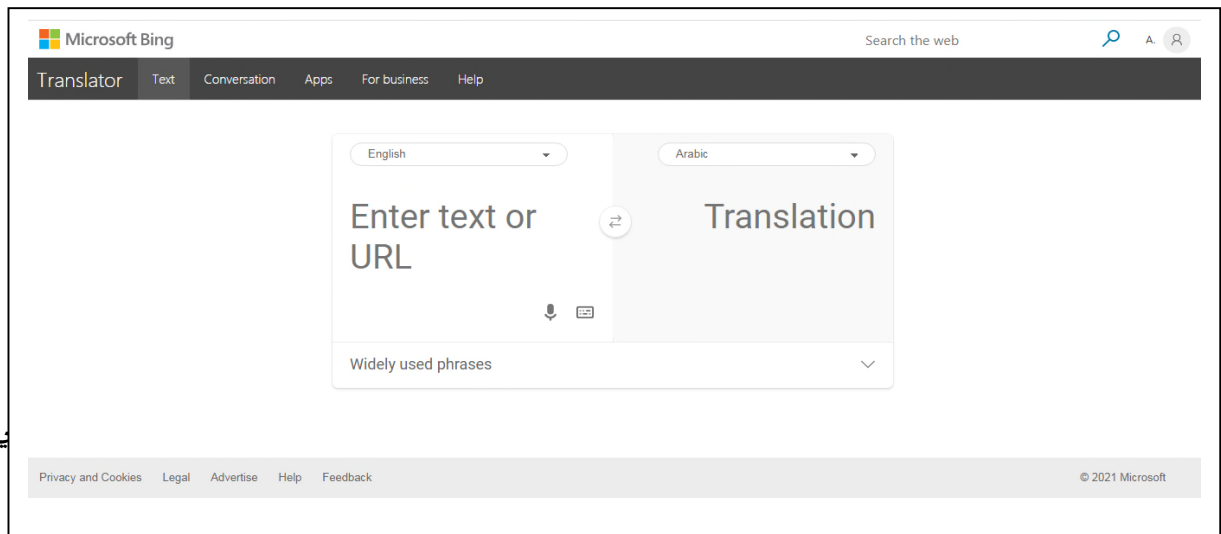 Microsoft Bing
Search the web
A.
Translator Text Conversation Apps For business Help
English
Arabic
Enter text or
URL
Translation
Widely used phrases
Privacy and Cookies Legal Advertise Help Feedback
© 2021 Microsoft